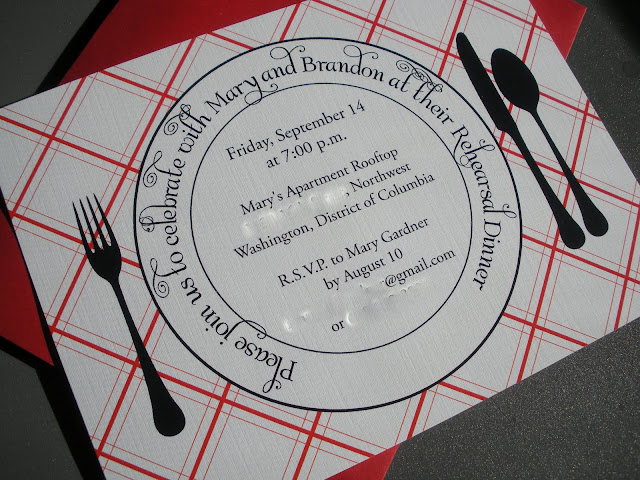 Please join us to celebrate with Mary and Brandon at their Rehearsal Dinner
Friday, September 14
at 7:00 p.m.
Mary's Apartment Rooftop
, Northwest
Washington, District of Columbia
R.S.V.P. to Mary Gardner
by August 10
@gmail.com
or